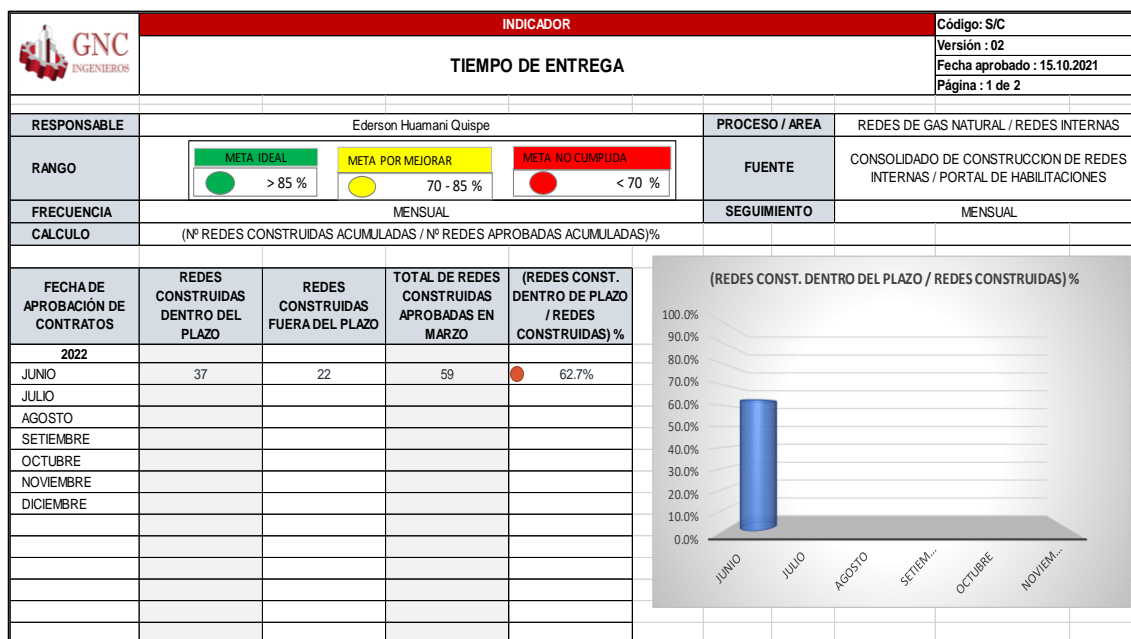 GNC
INGENIEROS
INDICADOR
TIEMPO DE ENTREGA
Código: S/C
Versión : 02
Fecha aprobado : 15.10.2021
Página : 1 de 2
RESPONSABLE
Ederson Huamani Quispe
PROCESO / AREA
REDES DE GAS NATURAL / REDES INTERNAS
RANGO
META IDEAL
> 85 %
META POR MEJORAR
70 - 85 %
META NO CUMPLIDA
< 70 %
FUENTE
CONSOLIDADO DE CONSTRUCCION DE REDES
INTERNAS / PORTAL DE HABILITACIONES
FRECUENCIA
MENSUAL
SEGUIMIENTO
MENSUAL
CALCULO
(Nº REDES CONSTRUIDAS ACUMULADAS / Nº REDES APROBADAS ACUMULADAS)%
FECHA DE
APROBACIÓN DE
CONTRATOS
REDES
CONSTRUIDAS
DENTRO DEL
PLAZO
REDES
CONSTRUIDAS
FUERA DEL PLAZO
TOTAL DE REDES
CONSTRUIDAS
APROBADAS EN
MARZO
(REDES CONST.
DENTRO DE PLAZO
/ REDES
CONSTRUIDAS) %
2022
JUNIO 37 22 59 62.7%
JULIO
AGOSTO
SETIEMBRE
OCTUBRE
NOVIEMBRE
DICIEMBRE
(REDES CONST. DENTRO DEL PLAZO / REDES CONSTRUIDAS) %
100.0%
90.0%
80.0%
70.0%
60.0%
50.0%
40.0%
30.0%
20.0%
10.0%
0.0%
JUNIO
JULIO
AGOSTO
SETIEM...
OCTUBRE
NOVIEM...